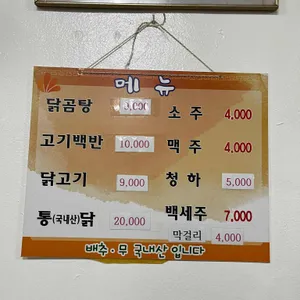 메뉴
닭곰탕 9,000 소주 4,000
고기백반 10,000 맥주 4,000
닭고기 9,000 청하 5,000
통(국내산)닭 20,000 백세주 7,000
막걸리 4,000
배추·무 국내산 입니다